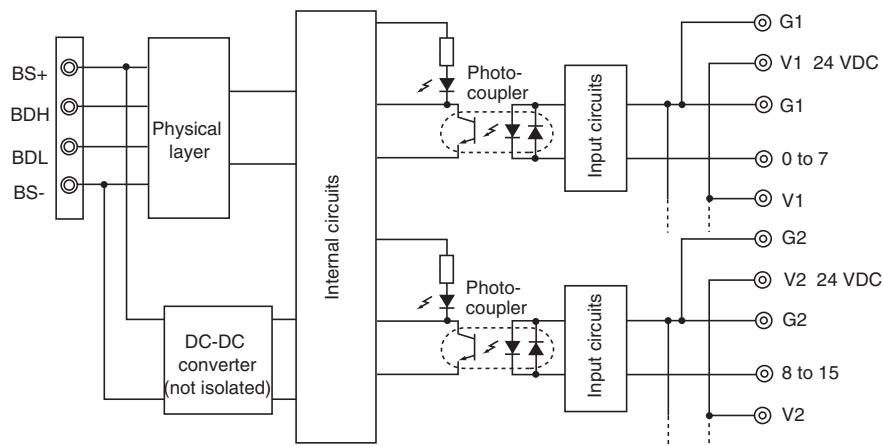 BS+
BDH
BDL
BS-
Physical
layer
DC-DC
converter
(not isolated)
Internal circuits
Photo-
coupler
Input circuits
G1
V1 24 VDC
G1
0 to 7
V1
Photo-
coupler
Input circuits
G2
V2 24 VDC
G2
8 to 15
V2